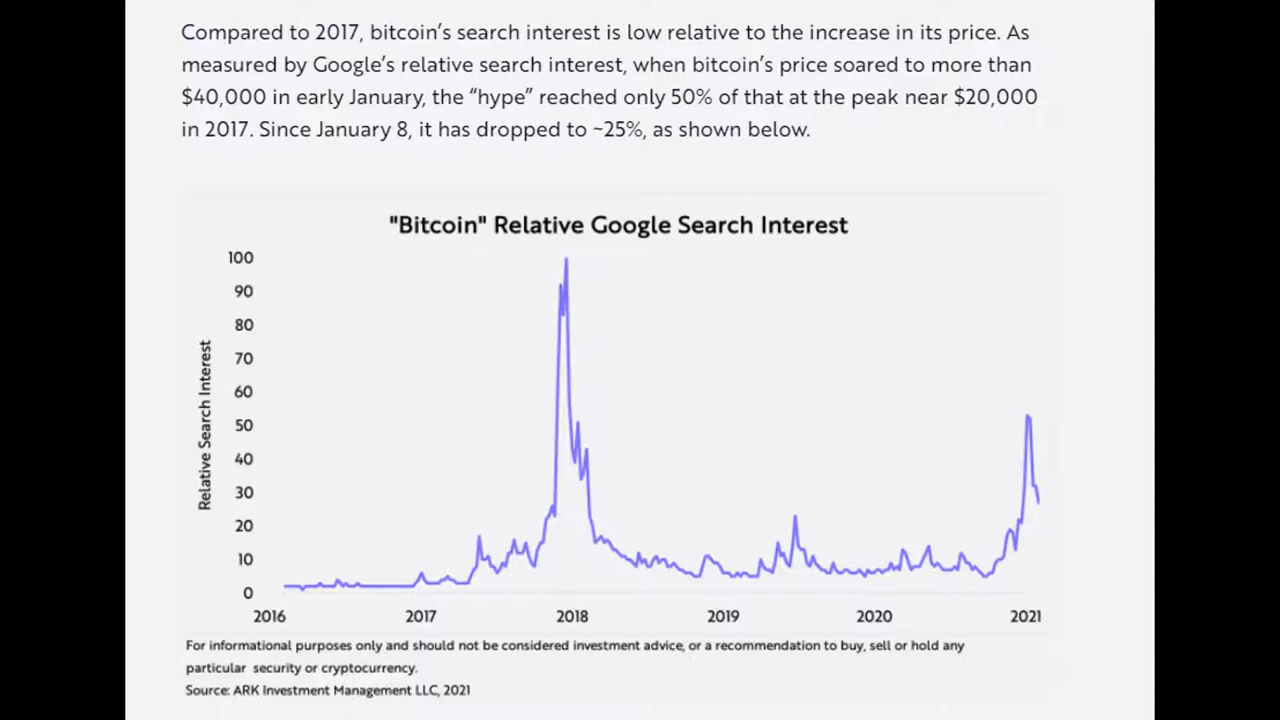 Compared to 2017, bitcoin’s search interest is low relative to the increase in its price. As
measured by Google’s relative search interest, when bitcoin’s price soared to more than
$40,000 in early January, the “hype” reached only 50% of that at the peak near $20,000
in 2017. Since January 8, it has dropped to ~25%, as shown below.
"Bitcoin" Relative Google Search Interest
Relative Search Interest
100
90
80
70
60
50
40
30
20
10
0
2016 2017 2018 2019 2020 2021
For informational purposes only and should not be considered investment advice, or a recommendation to buy, sell or hold any
particular security or cryptocurrency.
Source: ARK Investment Management LLC, 2021